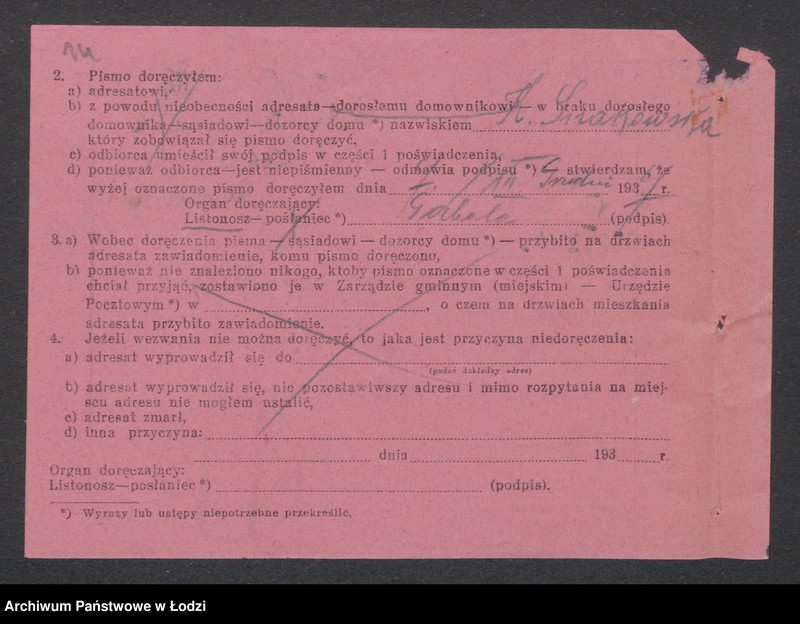 2. Pismo doręczyłem:
a) adresatowi,
b) z powodu nieobecności adresata—dorosłemu domownikowi — w braku dorosłego
domownika—sąsiadowi—dozorcy domu *) nazwiskiem
który zobowiązał się pismo doręczyć,
c) odbiorca umieścił swój podpis w części 1 poświadczenia,
d) ponieważ odbiorca—jest niepiśmienny — odmawia podpisu *) — stwierdzam, że
wyżej oznaczone pismo doręczyłem dnia 193 r.
Organ doręczający:
Listonosz—posłaniec *) (podpis).
3. a) Wobec doręczenia pisma — sąsiadowi — dozorcy domu *) — przybito na drzwiach
adresata zawiadomienie, komu pismo doręczono,
b) ponieważ nie znaleziono nikogo, ktoby pismo oznaczone w części 1 poświadczenia
chciał przyjąć, zostawiono je w Zarządzie gminnym (miejskim) — Urzędzie
Pocztowym *) w , o czem na drzwiach mieszkania
adresata przybito zawiadomienie.
4. Jeżeli wezwania nie można doręczyć, to jaka jest przyczyna niedoręczenia:
a) adresat wyprowadził się do
(podać dokładny adres)
b) adresat wyprowadził się, nie pozostawiwszy adresu i mimo rozpytania na miej-
scu adresu nie mogłem ustalić,
c) adresat zmarł,
d) inna przyczyna:
dnia 193 r.
Organ doręczający:
Listonosz—posłaniec *) (podpis).
*) Wyrazy lub ustępy niepotrzebne przekreślić.
Archiwum Państwowe w Łodzi